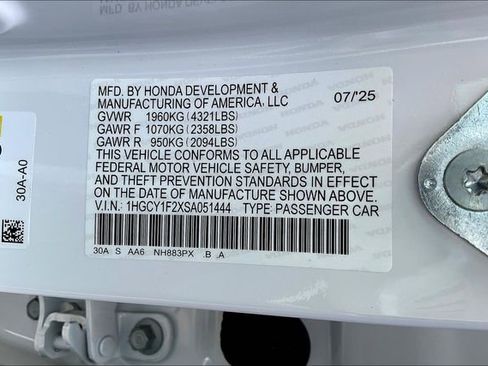 MFD. BY HONDA DEVELOPMENT &
MANUFACTURING OF AMERICA, LLC 07/'25
GVWR 1960KG (4321LBS)
GAWR F 1070KG (2358LBS)
GAWR R 950KG (2094LBS)
THIS VEHICLE CONFORMS TO ALL APPLICABLE
FEDERAL MOTOR VEHICLE SAFETY, BUMPER,
AND THEFT PREVENTION STANDARDS IN EFFECT
ON THE DATE OF MANUFACTURE SHOWN ABOVE.
V.I.N.: 1HGCY1F2XSA051444 TYPE: PASSENGER CAR
30A S AA6 NH883PX .B .A
30A-A0